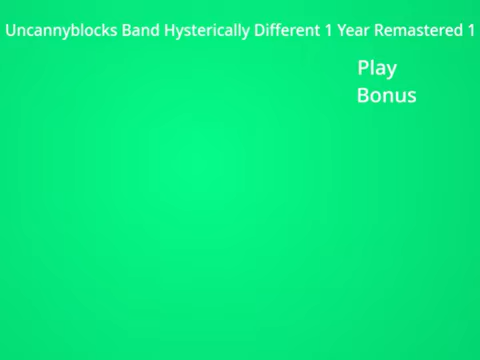 Uncannyblocks Band Hysterically Different 1 Year Remastered 1
Play
Bonus